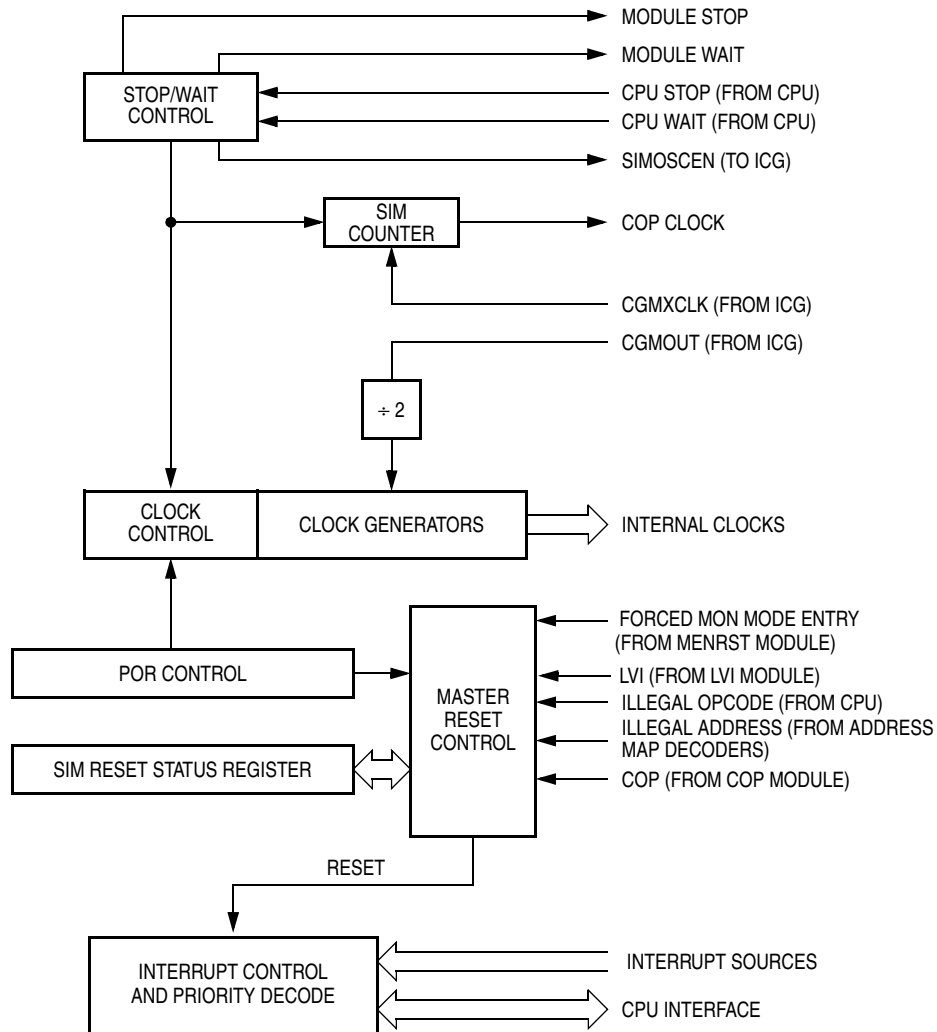 MODULE STOP
MODULE WAIT
STOP/WAIT
CONTROL
CPU STOP (FROM CPU)
CPU WAIT (FROM CPU)
SIMOSCEN (TO ICG)
SIM
COUNTER
COP CLOCK
CGMXCLK (FROM ICG)
CGMOUT (FROM ICG)
÷ 2
CLOCK
CONTROL
CLOCK GENERATORS
INTERNAL CLOCKS
FORCED MON MODE ENTRY
(FROM MENRST MODULE)
POR CONTROL
LVI (FROM LVI MODULE)
MASTER
RESET
CONTROL
ILLEGAL OPCODE (FROM CPU)
ILLEGAL ADDRESS (FROM ADDRESS
MAP DECODERS)
SIM RESET STATUS REGISTER
COP (FROM COP MODULE)
RESET
INTERRUPT CONTROL
AND PRIORITY DECODE
INTERRUPT SOURCES
CPU INTERFACE